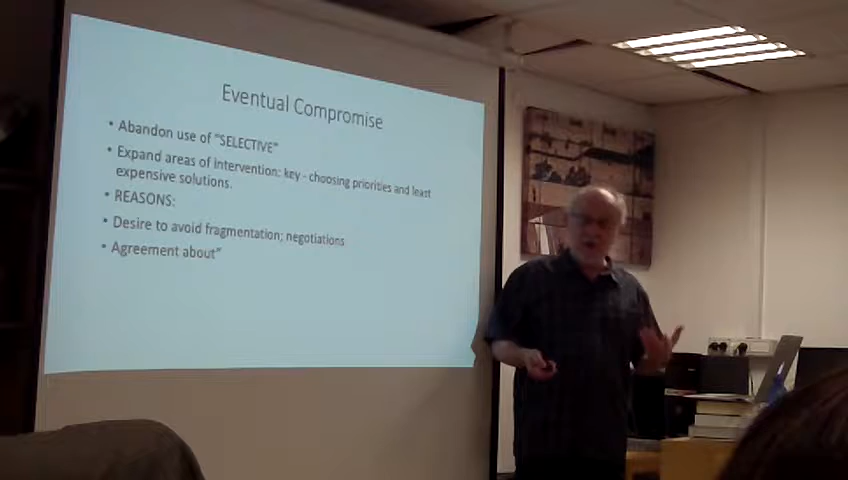 Eventual Compromise
• Abandon use of "SELECTIVE"
• Expand areas of intervention: key - choosing priorities and least
expensive solutions.
• REASONS:
• Desire to avoid fragmentation; negotiations
• Agreement about"